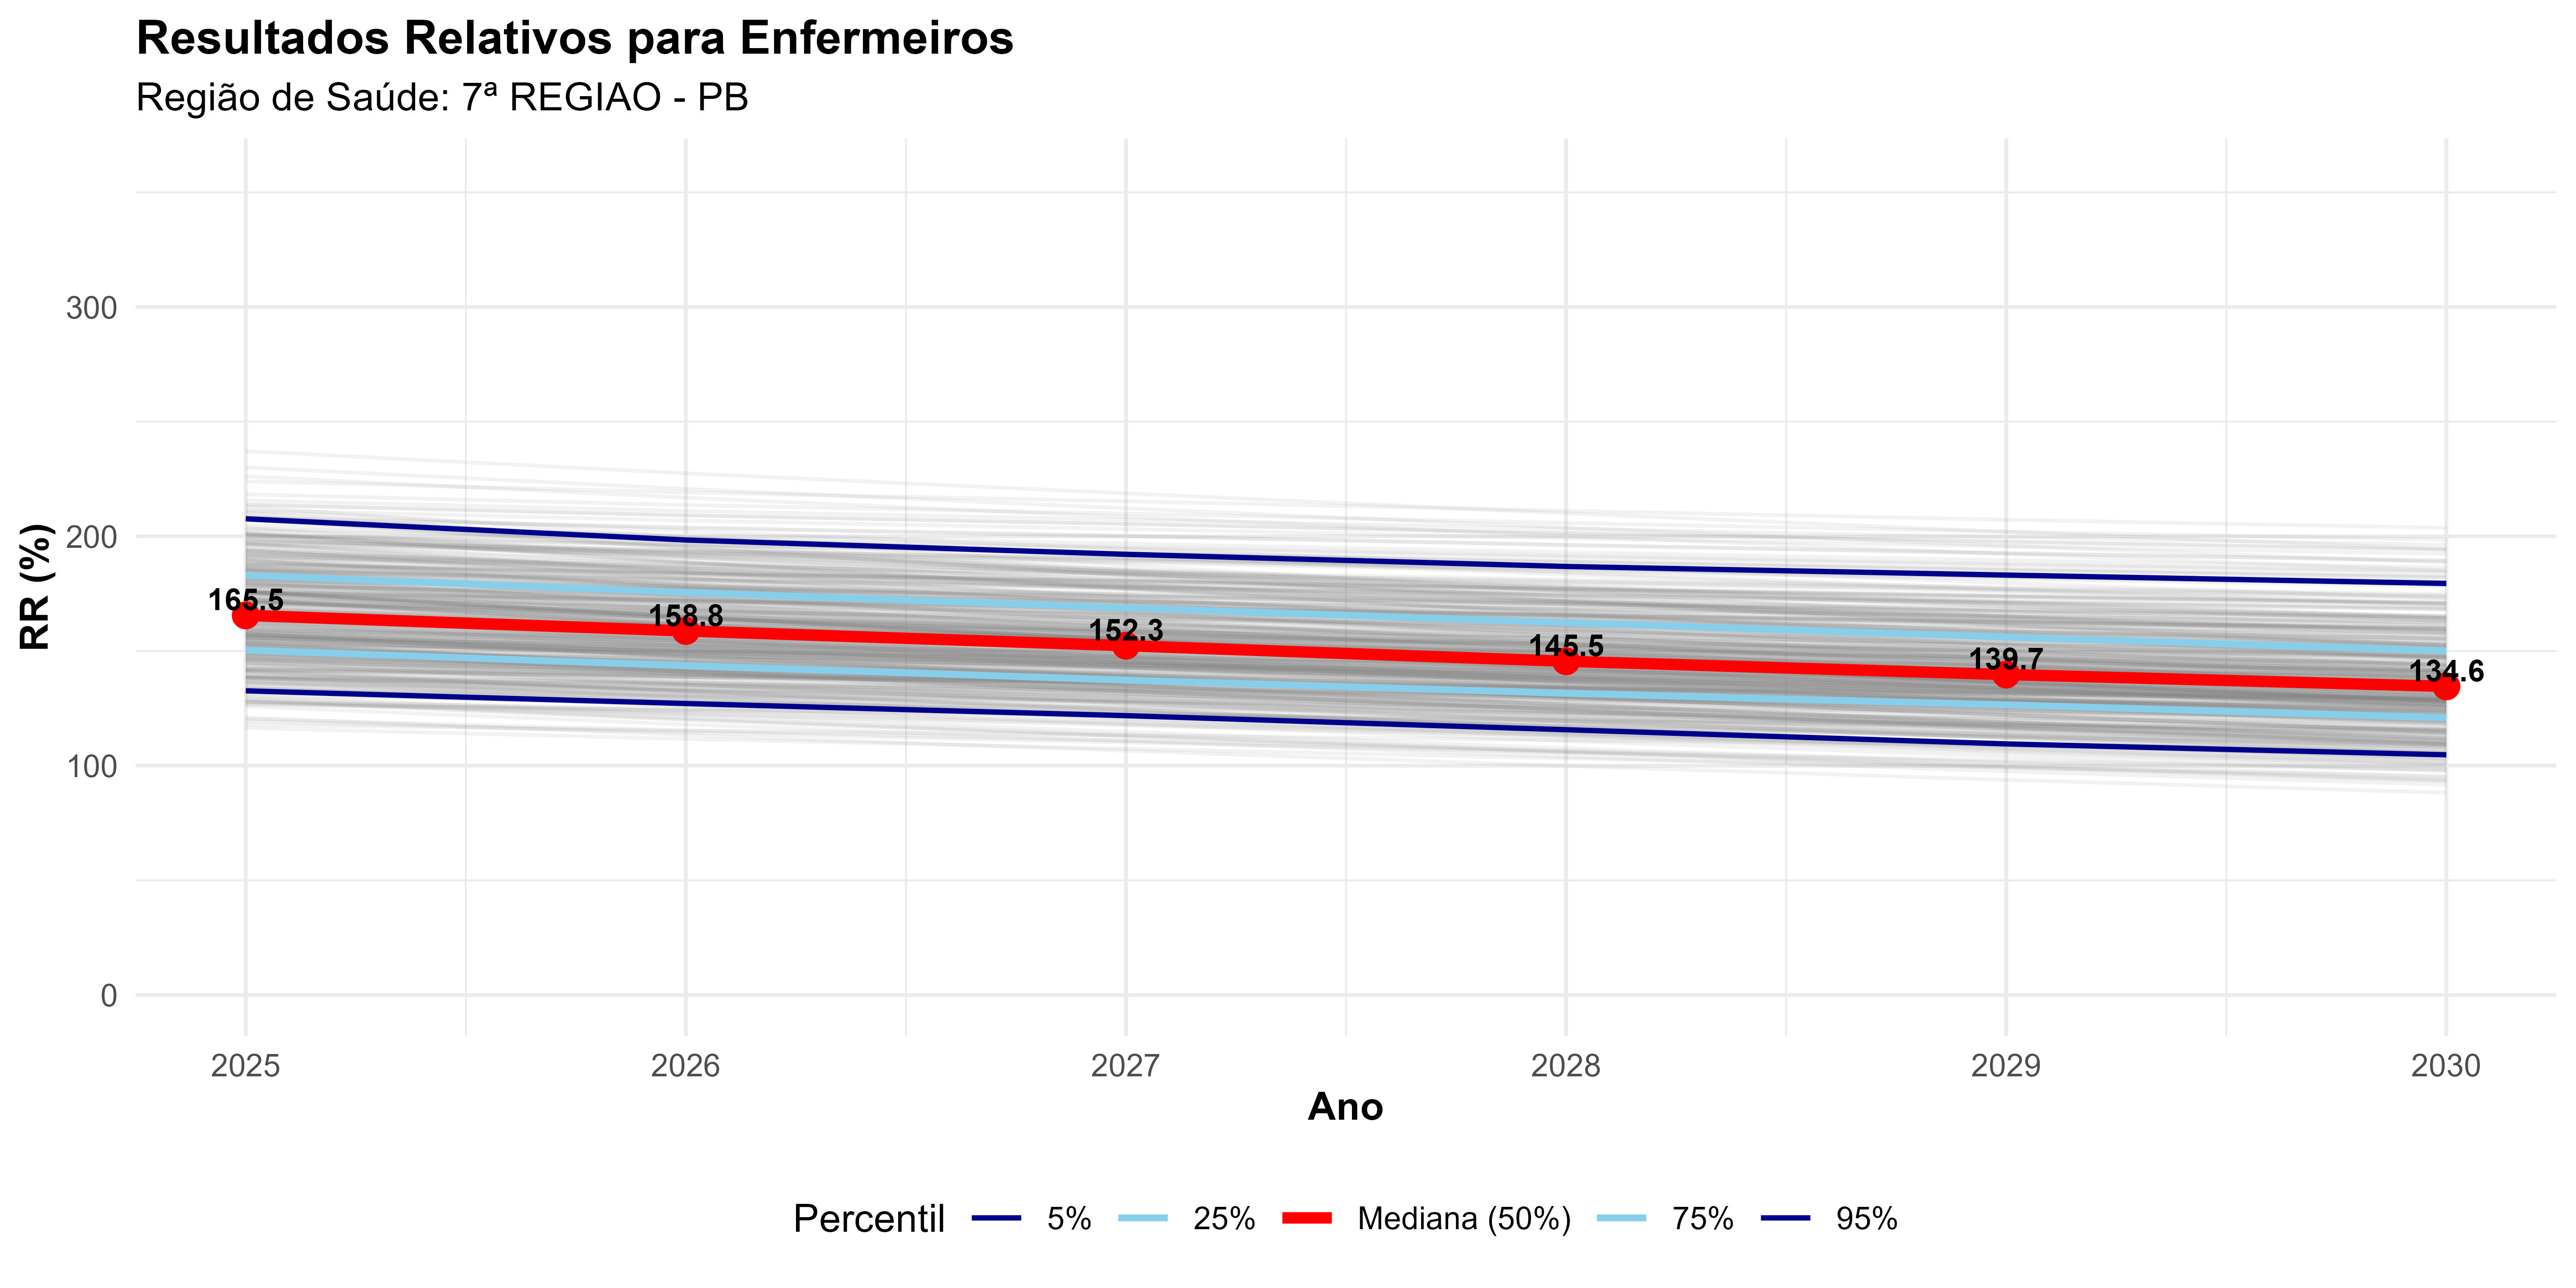 Resultados Relativos para Enfermeiros
Região de Saúde: 7ª REGIAO - PB
RR (%)
300
200
100
0
165.5
158.8
152.3
145.5
139.7
134.6
2025 2026 2027 2028 2029 2030
Ano
Percentil 5% 25% Mediana (50%) 75% 95%